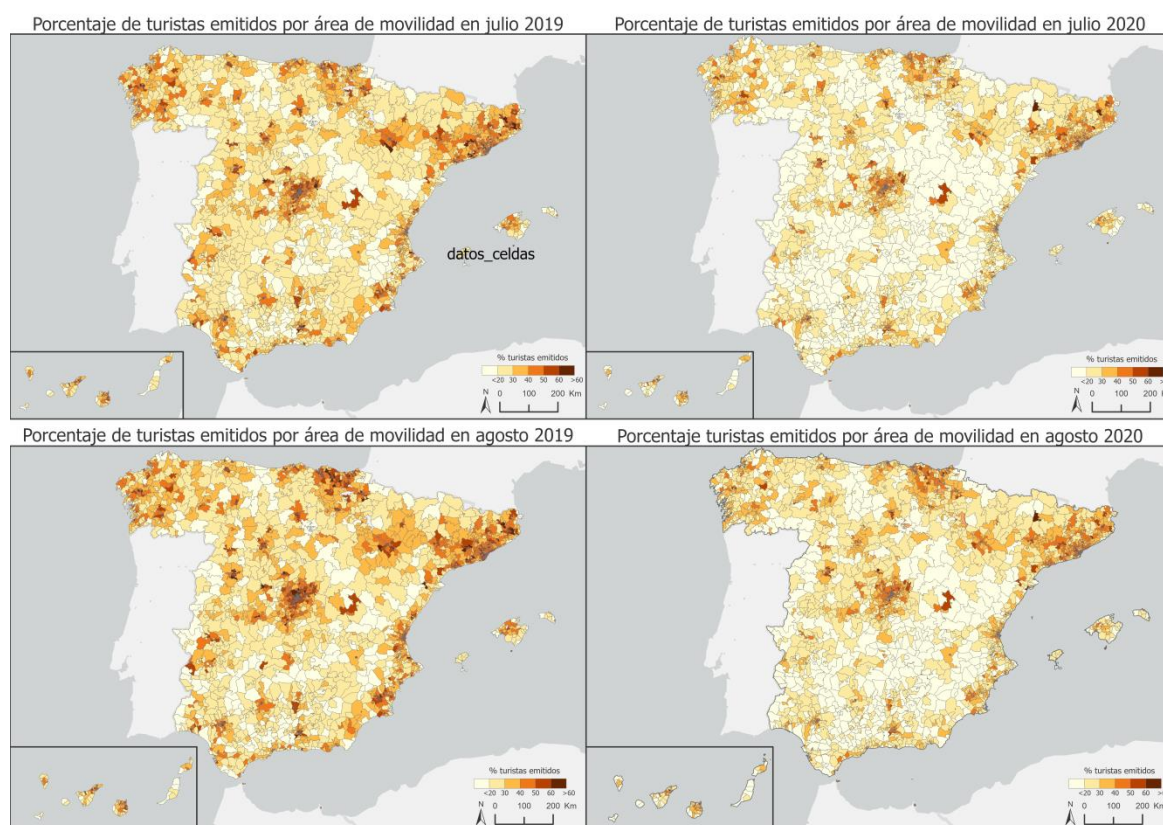 Porcentaje de turistas emitidos por área de movilidad en julio 2019
Porcentaje de turistas emitidos por área de movilidad en julio 2020
datos_celdas
% turistas emitidos
<20 30 40 50 60 >60
N
0 100 200 Km
% turistas emitidos
<20 30 40 50 60 >
N
0 100 200 Km
Porcentaje de turistas emitidos por área de movilidad en agosto 2019
Porcentaje turistas emitidos por área de movilidad en agosto 2020
% turistas emitidos
<20 30 40 50 >60
N
0 100 200 Km
% turistas emitidos
<20 30 40 50 60 >
N
0 100 200 Km